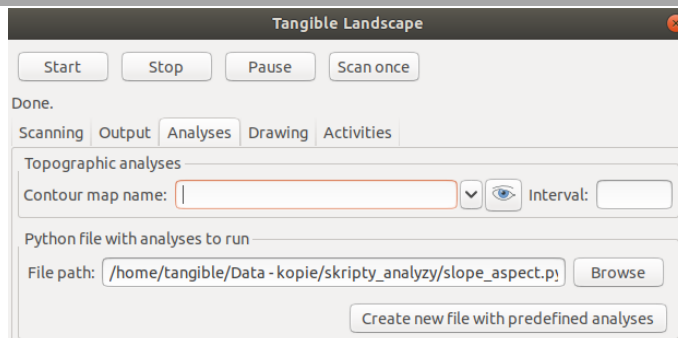 Tangible Landscape
Start Stop Pause Scan once
Done.
Scanning Output Analyses Drawing Activities
Topographic analyses
Contour map name: Interval:
Python file with analyses to run
File path: /home/tangible/Data - kopie/skripty_analyzy/slope_aspect.py Browse
Create new file with predefined analyses